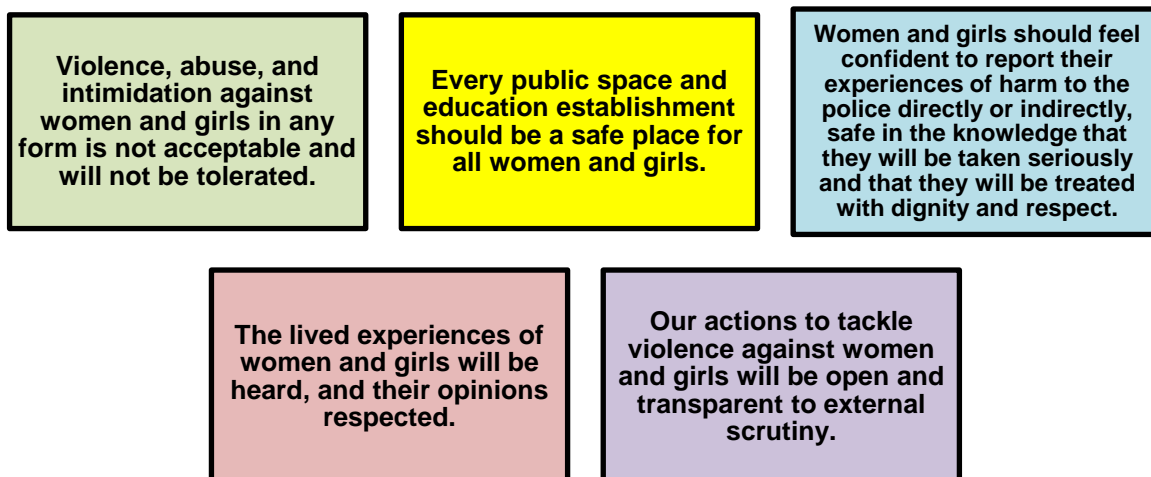 Violence, abuse, and
intimidation against
women and girls in any
form is not acceptable and
will not be tolerated.
Every public space and
education establishment
should be a safe place for
all women and girls.
Women and girls should feel
confident to report their
experiences of harm to the
police directly or indirectly,
safe in the knowledge that
they will be taken seriously
and that they will be treated
with dignity and respect.
The lived experiences of
women and girls will be
heard, and their opinions
respected.
Our actions to tackle
violence against women
and girls will be open and
transparent to external
scrutiny.